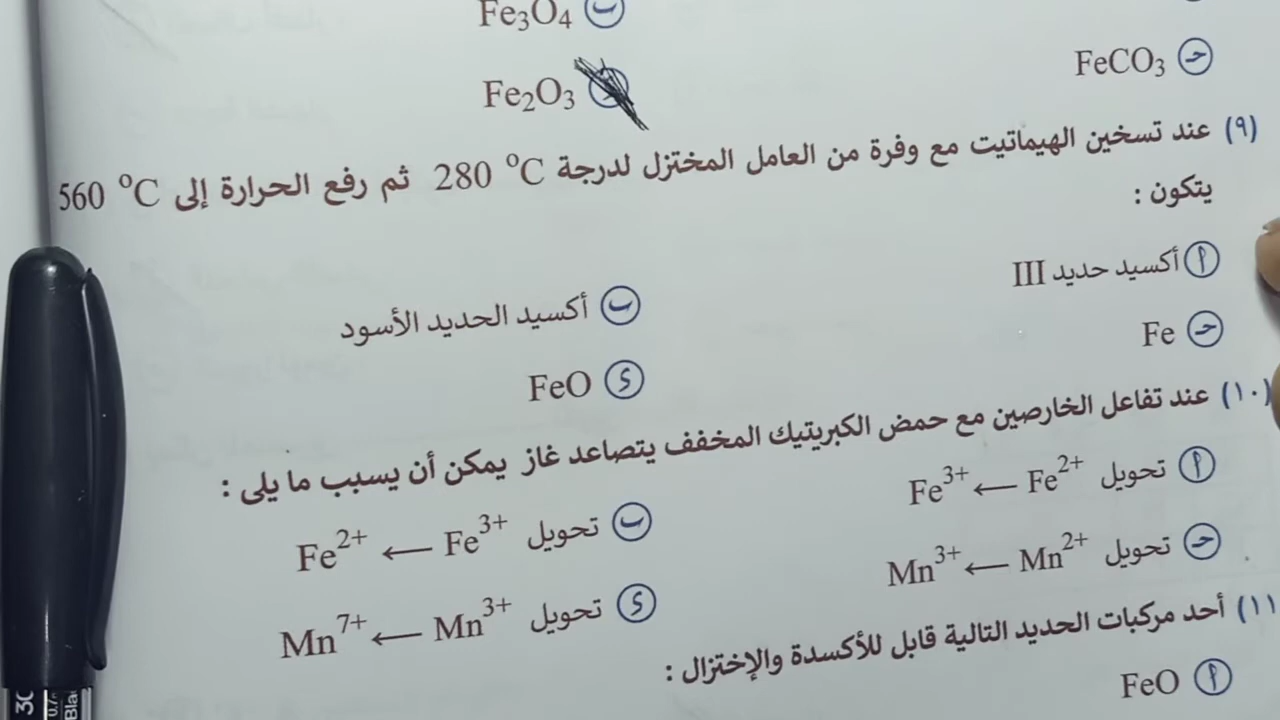 ب Fe₃O₄
ح FeCO₃
Fe₂O₃
(٩) عند تسخين الهيماتيت مع وفرة من العامل المختزل لدرجة 280 °C ثم رفع الحرارة إلى 560 °C
يتكون :
أ أكسيد حديد III
ب أكسيد الحديد الأسود
ح Fe
د FeO
(١٠) عند تفاعل الخارصين مع حمض الكبريتيك المخفف يتصاعد غاز يمكن أن يسبب ما يلى :
أ تحويل Fe²⁺ ⟵ Fe³⁺
ب تحويل Fe³⁺ ⟵ Fe²⁺
ح تحويل Mn²⁺ ⟵ Mn³⁺
د تحويل Mn³⁺ ⟵ Mn⁷⁺
(١١) أحد مركبات الحديد التالية قابل للأكسدة والإختزال :
أ FeO